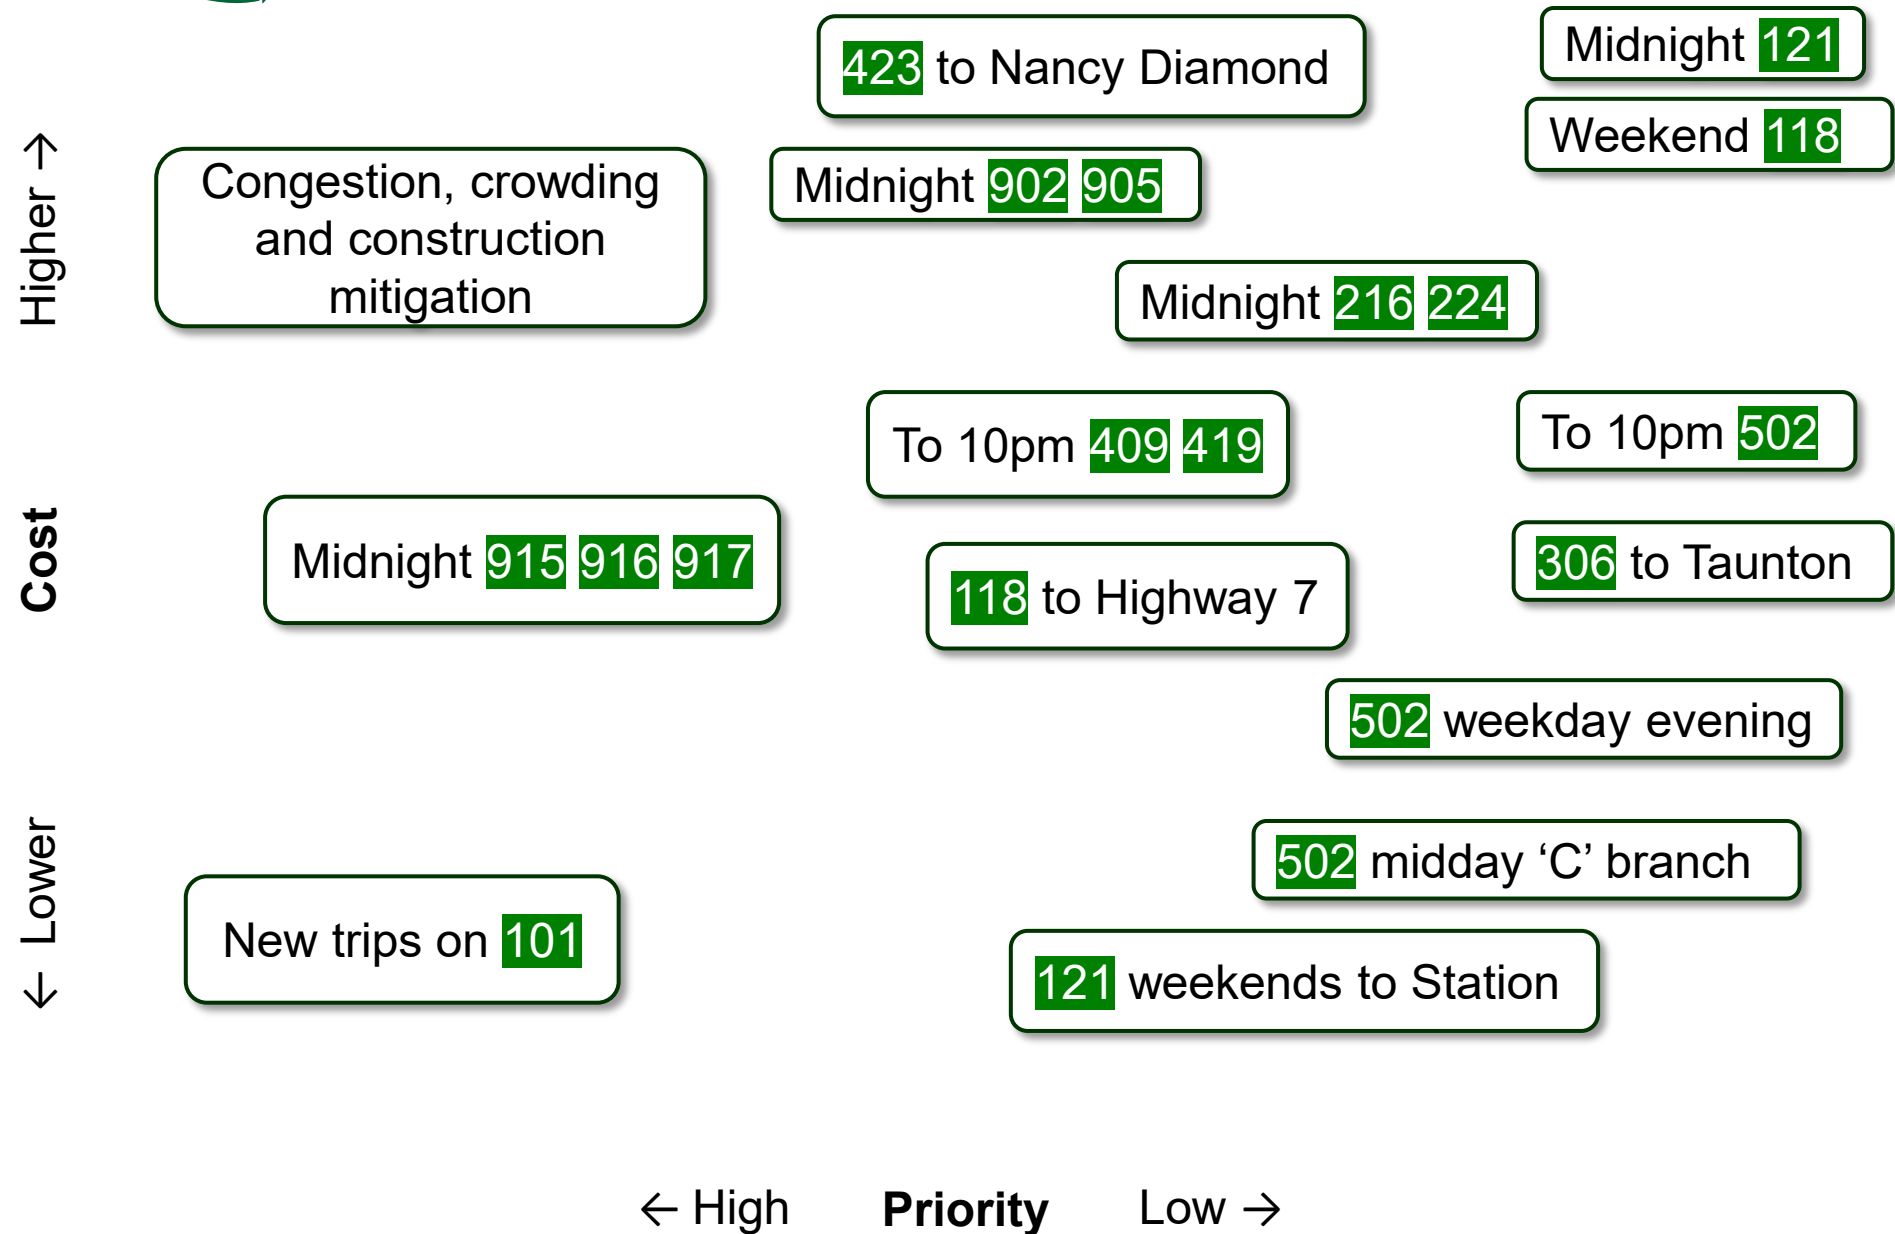 423 to Nancy Diamond
Midnight 121
Weekend 118
Congestion, crowding
and construction
mitigation
Midnight 902 905
Midnight 216 224
To 10pm 409 419
To 10pm 502
Midnight 915 916 917
118 to Highway 7
306 to Taunton
502 weekday evening
502 midday ‘C’ branch
New trips on 101
121 weekends to Station
← Lower
Cost
Higher →
← High Priority Low →